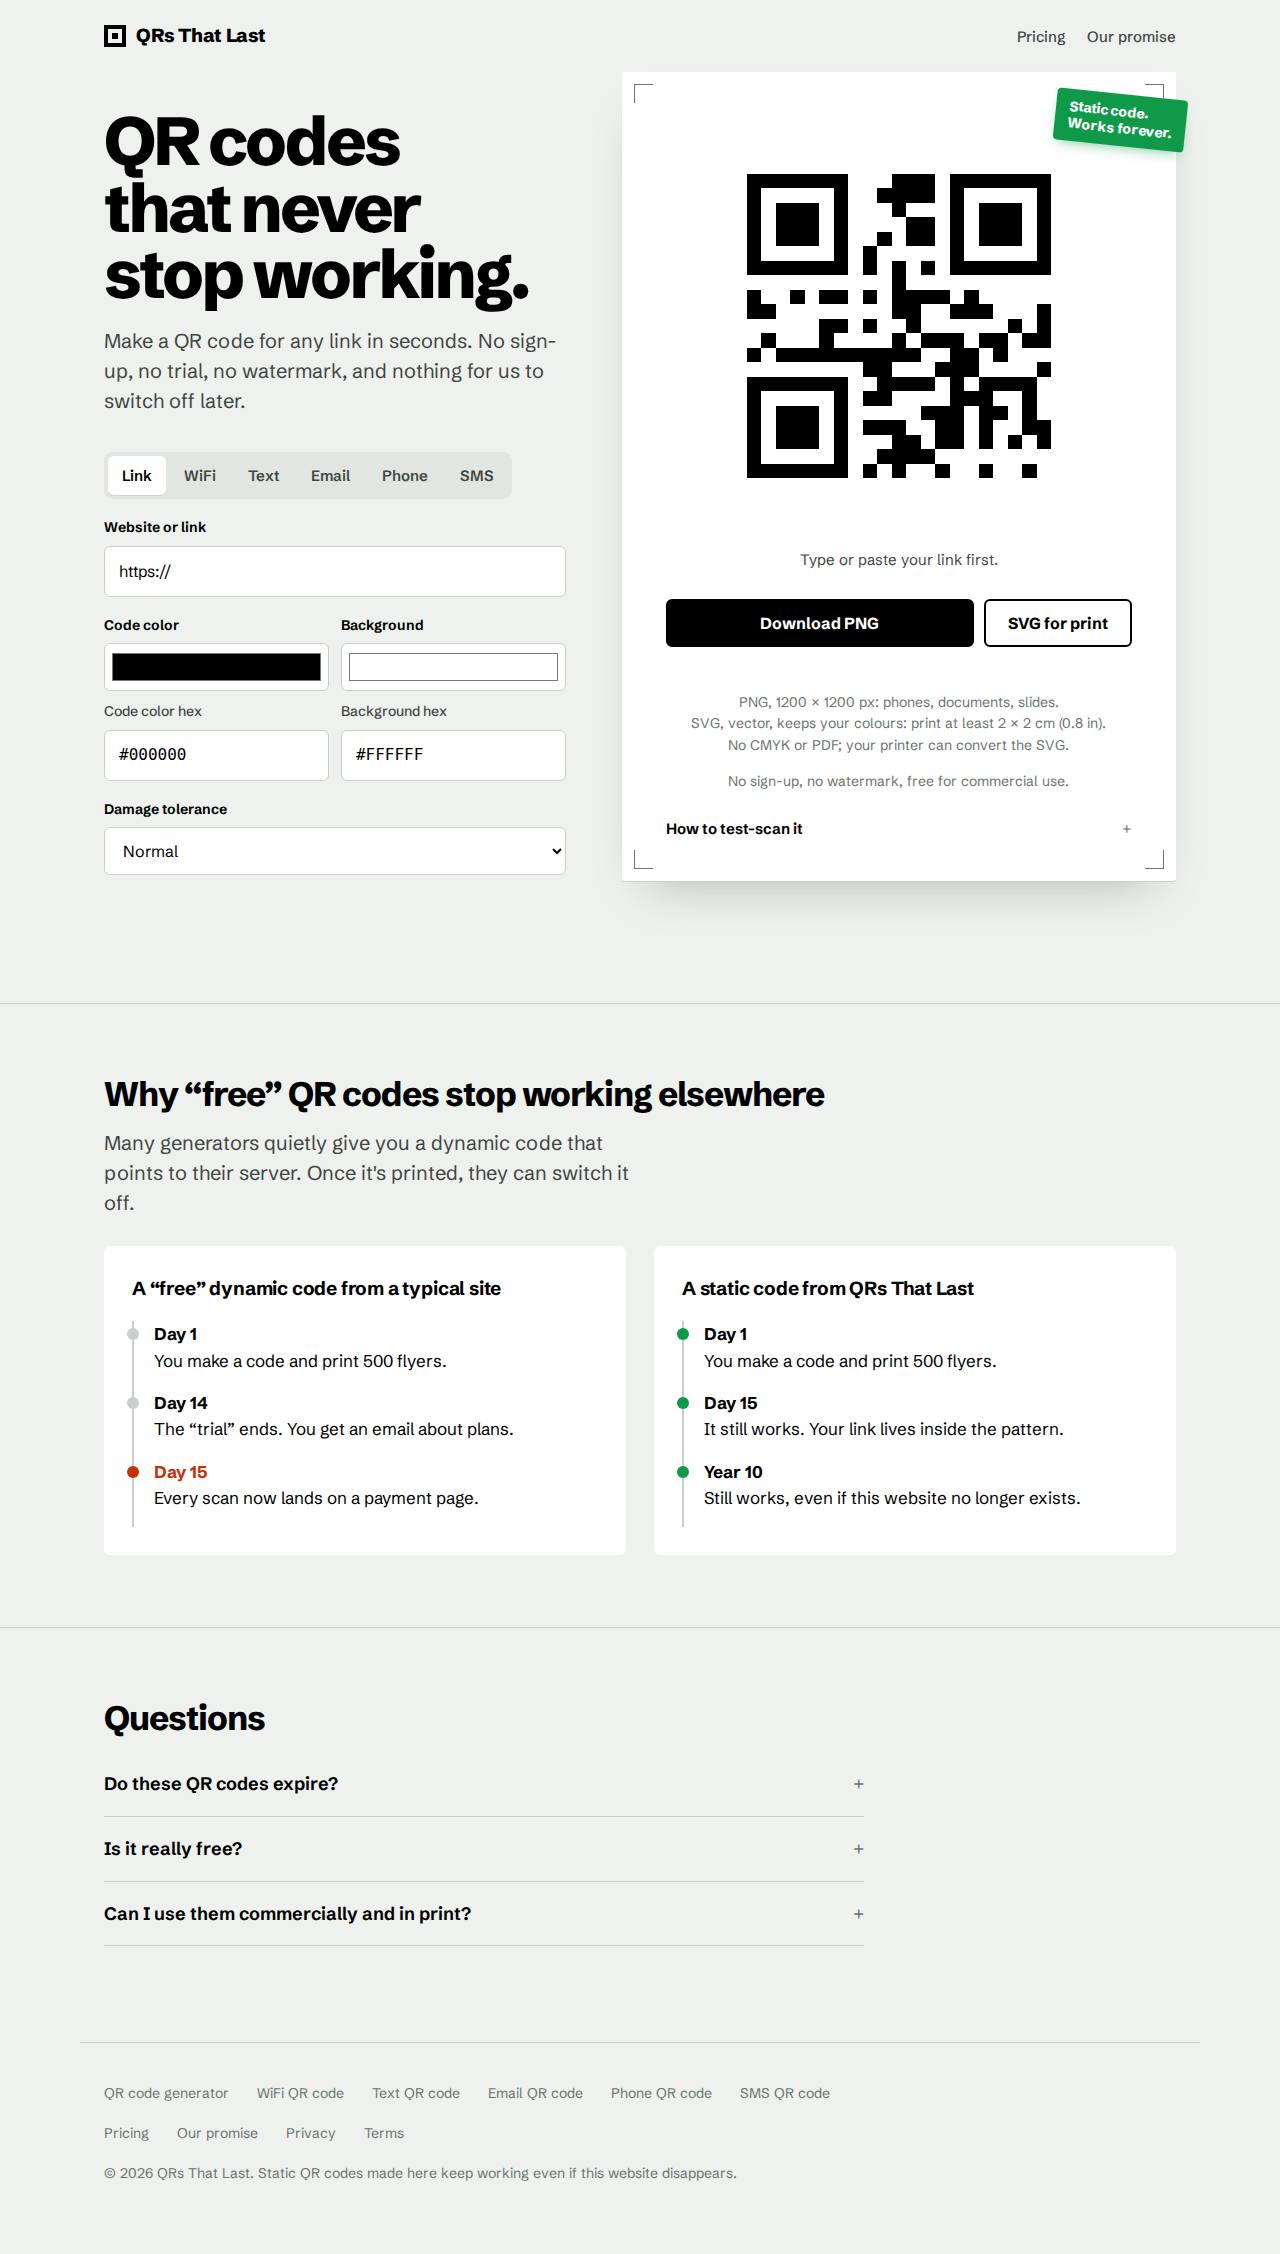 QRs That Last
Pricing
Our promise
QR codes
that never
stop working.
Make a QR code for any link in seconds. No sign-
up, no trial, no watermark, and nothing for us to
switch off later.
Link
WiFi
Text
Email
Phone
SMS
Website or link
https://
Code color
Background
Code color hex
Background hex
#000000
#FFFFFF
Damage tolerance
Normal
Static code.
Works forever.
Type or paste your link first.
Download PNG
SVG for print
PNG, 1200 × 1200 px: phones, documents, slides.
SVG, vector, keeps your colours: print at least 2 × 2 cm (0.8 in).
No CMYK or PDF; your printer can convert the SVG.
No sign-up, no watermark, free for commercial use.
How to test-scan it
+
Why “free” QR codes stop working elsewhere
Many generators quietly give you a dynamic code that
points to their server. Once it's printed, they can switch it
off.
A “free” dynamic code from a typical site
Day 1
You make a code and print 500 flyers.
Day 14
The “trial” ends. You get an email about plans.
Day 15
Every scan now lands on a payment page.
A static code from QRs That Last
Day 1
You make a code and print 500 flyers.
Day 15
It still works. Your link lives inside the pattern.
Year 10
Still works, even if this website no longer exists.
Questions
Do these QR codes expire?
+
Is it really free?
+
Can I use them commercially and in print?
+
QR code generator
WiFi QR code
Text QR code
Email QR code
Phone QR code
SMS QR code
Pricing
Our promise
Privacy
Terms
© 2026 QRs That Last. Static QR codes made here keep working even if this website disappears.